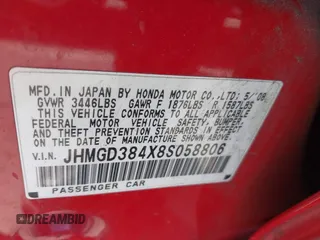 MFD.IN JAPAN BY HONDA MOTOR CO.,LTD: 5/'08
GVWR 3446LBS GAWR F 1876LBS R 1587LBS
THIS VEHICLE CONFORMS TO ALL APPLICABLE
FEDERAL MOTOR VEHICLE SAFETY, BUMPER,
AND THEFT PREVENTION STANDARDS IN EFFECT
ON THE DATE OF MANUFACTURE SHOWN ABOVE.
V.I.N. JHMGD384X8S058806
PASSENGER CAR
DREAMBID